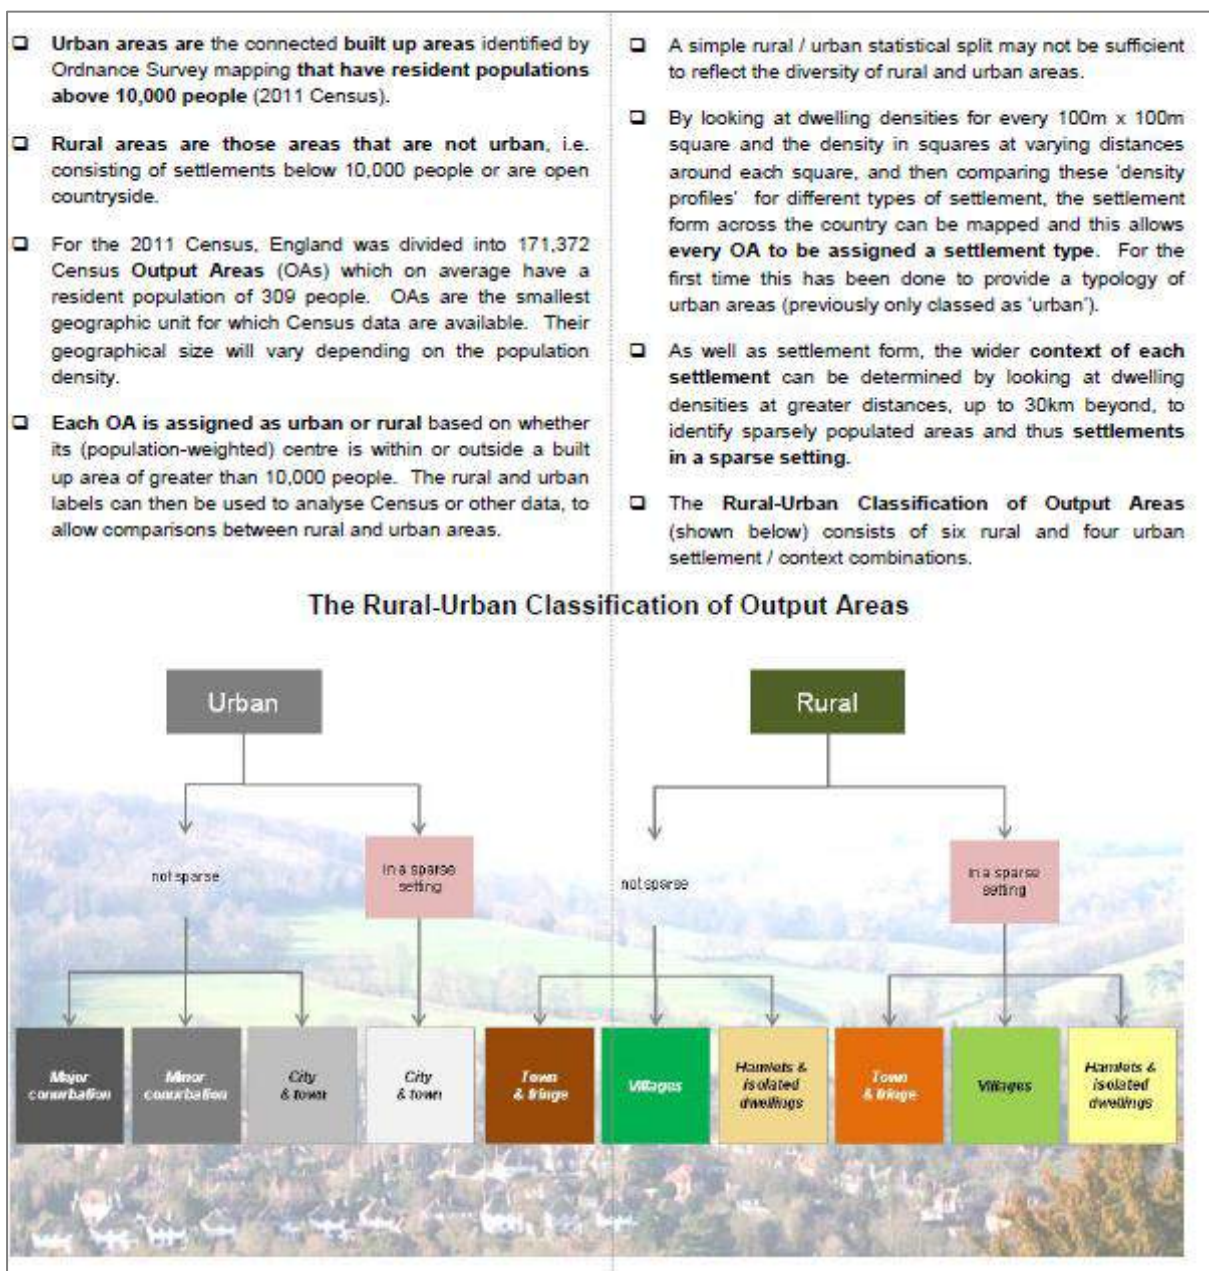 ❑ Urban areas are the connected built up areas identified by
Ordnance Survey mapping that have resident populations
above 10,000 people (2011 Census).
❑ Rural areas are those areas that are not urban, i.e.
consisting of settlements below 10,000 people or are open
countryside.
❑ For the 2011 Census, England was divided into 171,372
Census Output Areas (OAs) which on average have a
resident population of 309 people. OAs are the smallest
geographic unit for which Census data are available. Their
geographical size will vary depending on the population
density.
❑ Each OA is assigned as urban or rural based on whether
its (population-weighted) centre is within or outside a built
up area of greater than 10,000 people. The rural and urban
labels can then be used to analyse Census or other data, to
allow comparisons between rural and urban areas.
❑ A simple rural / urban statistical split may not be sufficient
to reflect the diversity of rural and urban areas.
❑ By looking at dwelling densities for every 100m x 100m
square and the density in squares at varying distances
around each square, and then comparing these 'density
profiles' for different types of settlement, the settlement
form across the country can be mapped and this allows
every OA to be assigned a settlement type. For the
first time this has been done to provide a typology of
urban areas (previously only classed as 'urban').
❑ As well as settlement form, the wider context of each
settlement can be determined by looking at dwelling
densities at greater distances, up to 30km beyond, to
identify sparsely populated areas and thus settlements
in a sparse setting.
❑ The Rural-Urban Classification of Output Areas
(shown below) consists of six rural and four urban
settlement / context combinations.
The Rural-Urban Classification of Output Areas
Urban
Rural
not sparse
in a sparse
setting
not sparse
in a sparse
setting
Major
conurbation
Minor
conurbation
City
& town
City
& town
Town
& fringe
Villages
Hamlets &
isolated
dwellings
Town
& fringe
Villages
Hamlets &
isolated
dwellings